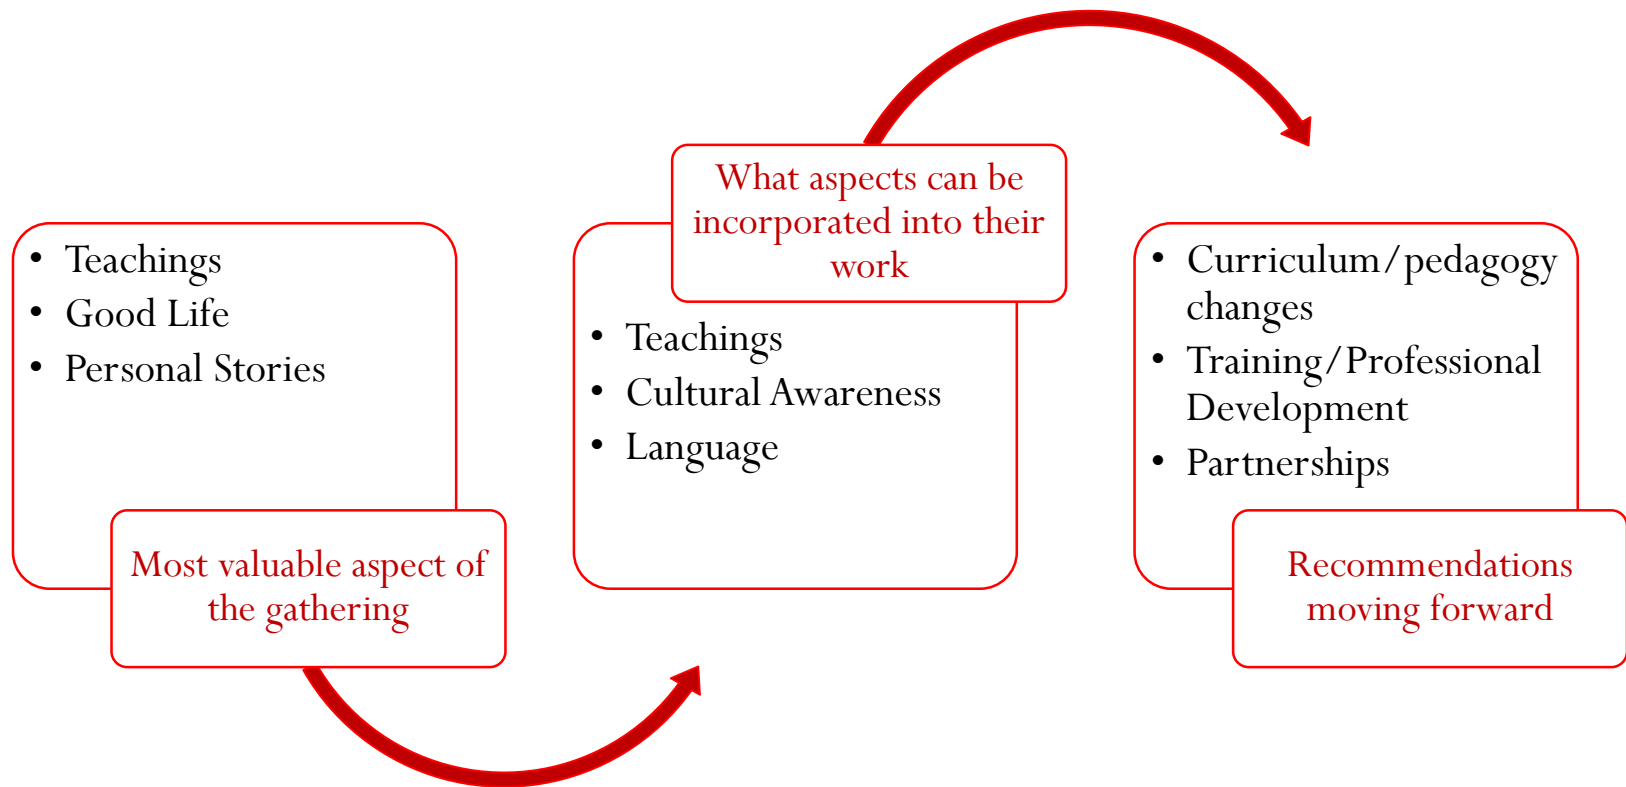 • Teachings
• Good Life
• Personal Stories
Most valuable aspect of
the gathering
What aspects can be
incorporated into their
work
• Teachings
• Cultural Awareness
• Language
• Curriculum/pedagogy
changes
• Training/Professional
Development
• Partnerships
Recommendations
moving forward